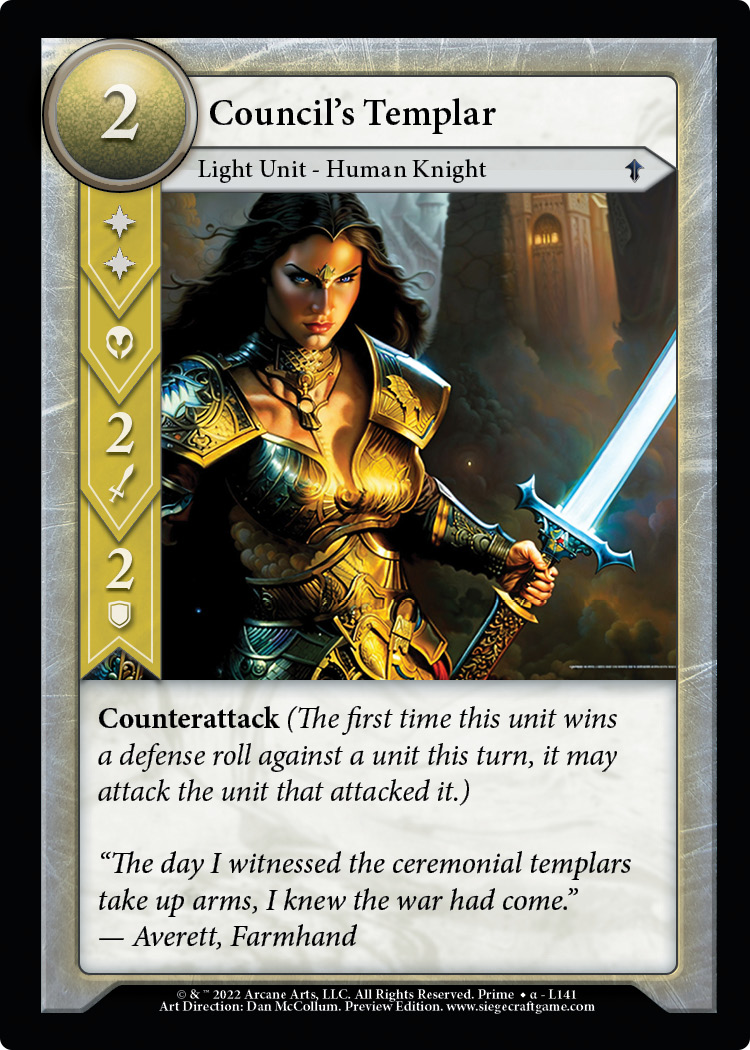 2
Council’s Templar
Light Unit - Human Knight
2
2
Counterattack (The first time this unit wins
a defense roll against a unit this turn, it may
attack the unit that attacked it.)
“The day I witnessed the ceremonial templars
take up arms, I knew the war had come.”
— Averett, Farmhand
© & ™ 2022 Arcane Arts, LLC. All Rights Reserved. Prime ⬩ α - L141
Art Direction: Dan McCollum. Preview Edition. www.siegecraftgame.com